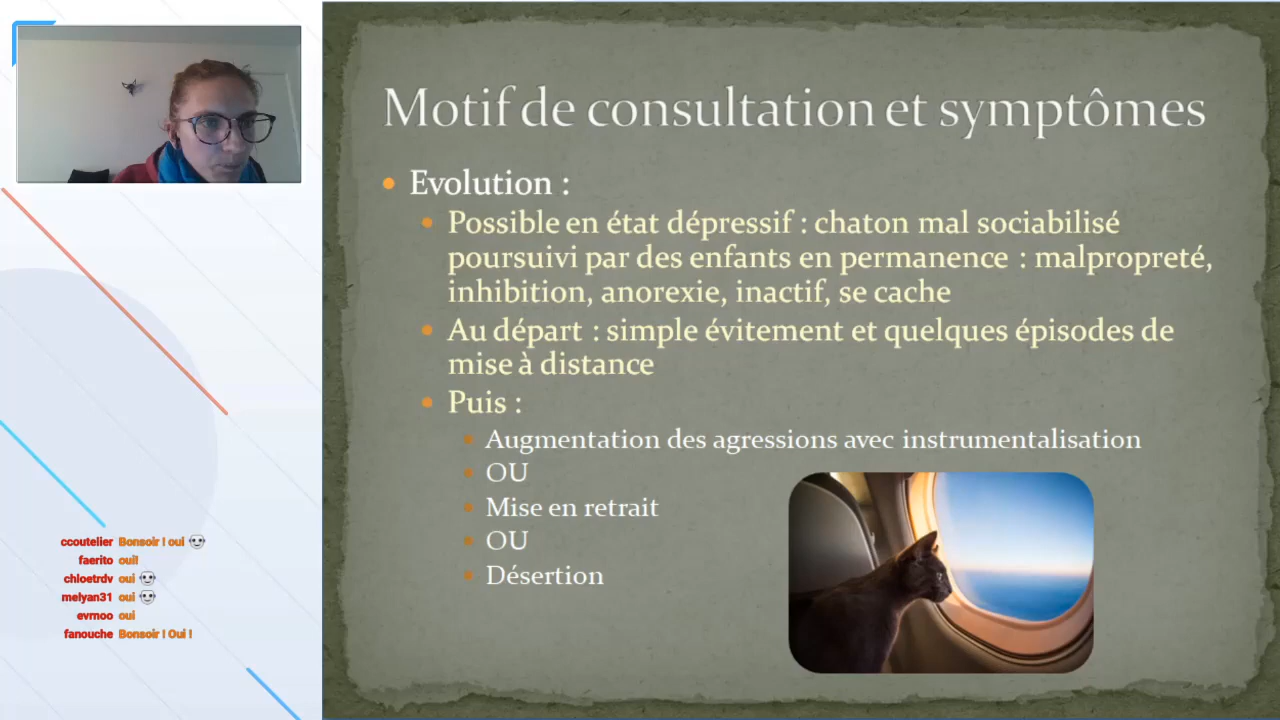 Motif de consultation et symptômes
Evolution :
Possible en état dépressif : chaton mal sociabilisé
poursuivi par des enfants en permanence : malpropreté,
inhibition, anorexie, inactif, se cache
Au départ : simple évitement et quelques épisodes de
mise à distance
Puis :
Augmentation des agressions avec instrumentalisation
OU
Mise en retrait
OU
Désertion
ccoutelier Bonsoir ! oui
faerito oui!
chloetrdv oui
melyan31 oui
evmoo oui
fanouche Bonsoir ! Oui !